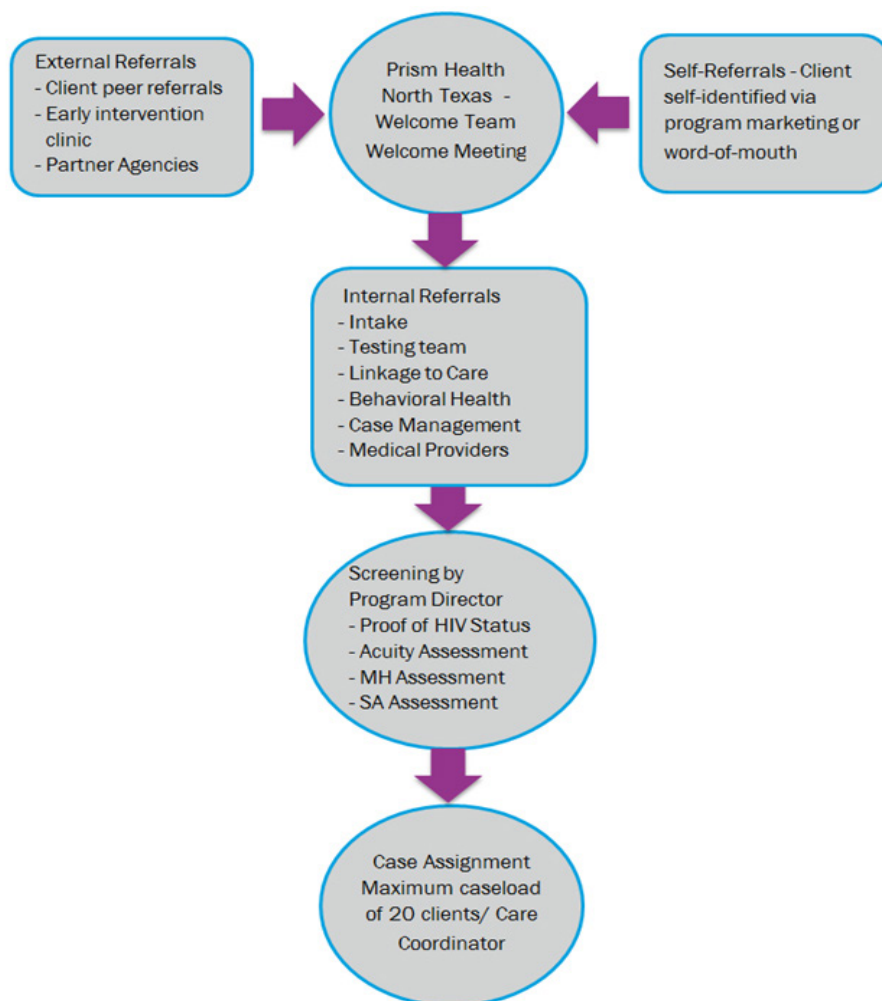 External Referrals
- Client peer referrals
- Early intervention
clinic
- Partner Agencies
Prism Health
North Texas -
Welcome Team
Welcome Meeting
Self-Referrals - Client
self-identified via
program marketing or
word-of-mouth
Internal Referrals
- Intake
- Testing team
- Linkage to Care
- Behavioral Health
- Case Management
- Medical Providers
Screening by
Program Director
- Proof of HIV Status
- Acuity Assessment
- MH Assessment
- SA Assessment
Case Assignment
Maximum caseload
of 20 clients/ Care
Coordinator